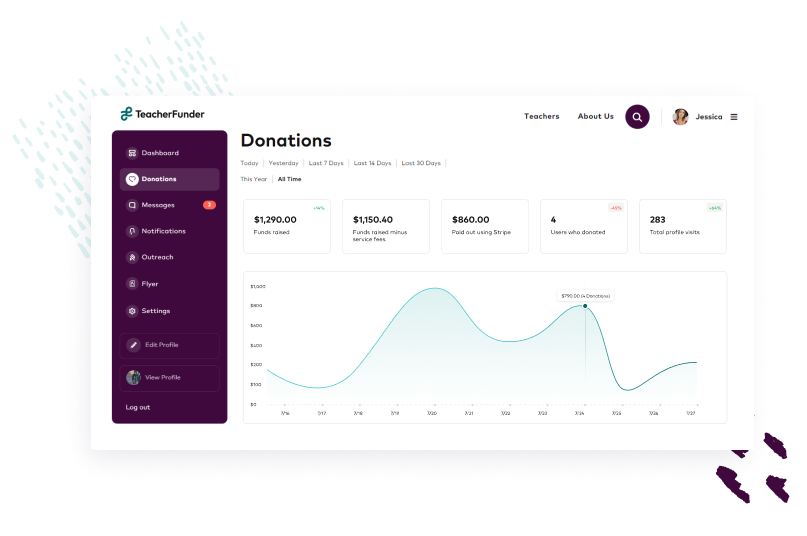 TeacherFunder
Teachers
About Us
Jessica
Dashboard
Donations
Messages
2
Notifications
Outreach
Flyer
Settings
Edit Profile
View Profile
Log out
Donations
Today
Yesterday
Last 7 Days
Last 14 Days
Last 30 Days
This Year
All Time
+14%
$1,290.00
Funds raised
$1,150.40
Funds raised minus
service fees
$860.00
Paid out using Stripe
-45%
4
Users who donated
+64%
283
Total profile visits
$1,000
$800
$600
$400
$200
$100
$0
$790.00 (4 Donations)
7/16
7/17
7/18
7/19
7/20
7/21
7/22
7/23
7/24
7/25
7/26
7/27